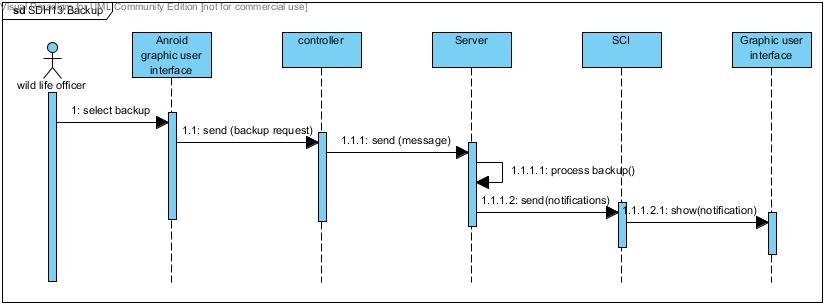 Visual Paradigm for UML Community Edition [not for commercial use]
sd SDH13:Backup
wild life officer
Anroid
graphic user
interface
controller
Server
SCI
Graphic user
interface
1: select backup
1.1: send (backup request)
1.1.1: send (message)
1.1.1.1: process backup()
1.1.1.2: send(notifications)
1.1.1.2.1: show(notification)